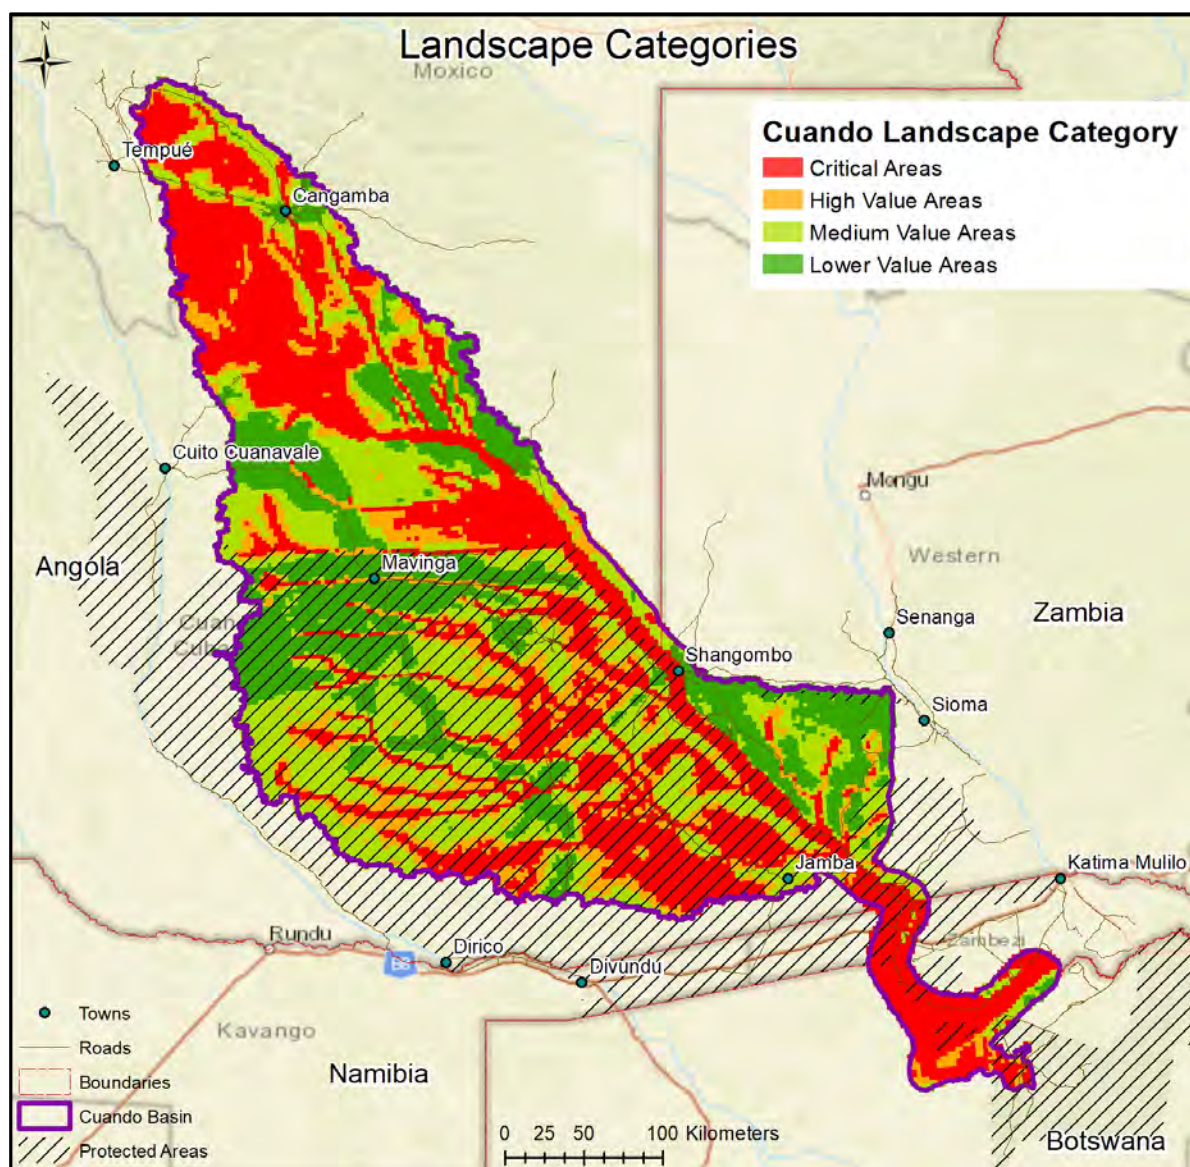 N
Landscape Categories
Moxico
Cuando Landscape Category
Critical Areas
High Value Areas
Medium Value Areas
Lower Value Areas
Tempué
Cangamba
Cuito Cuanavale
Mongu
Western
Angóla
Mavinga
Senanga
Zambia
Shangombo
Sioma
Jamba
Katima Mulilo
Rundu
Zambezi
Dirico
Divundu
Towns
Kavango
Roads
Namibia
Boundaries
Cuando Basin
0 25 50 100 Kilometers
Protected Areas
Botswana